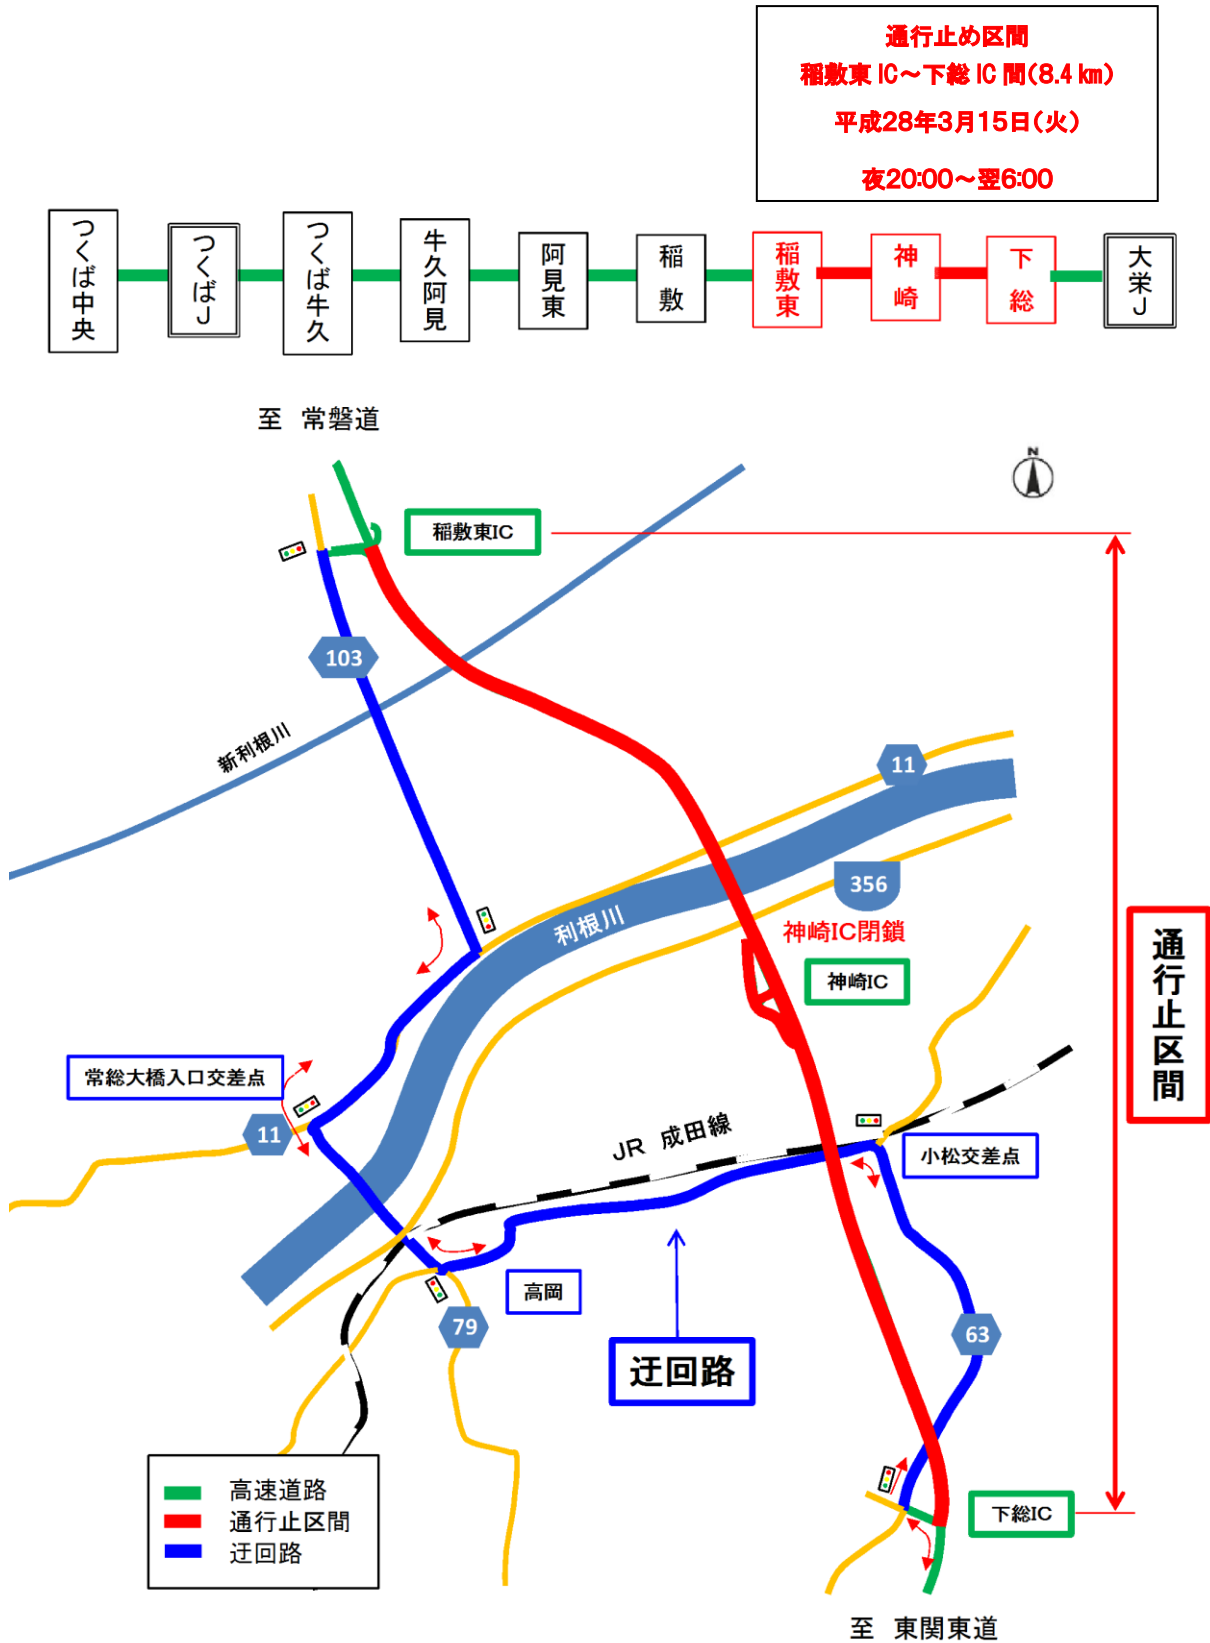 通行止め区間
稲敷東IC～下総IC間(8.4km)
平成28年3月15日(火)
夜20:00～翌6:00
つくば中央
つくばJ
つくば牛久
牛久阿見
阿見東
稲敷
稲敷東
神崎
下総
大栄J
至 常磐道
N
稲敷東IC
103
新利根川
11
356
利根川
神崎IC閉鎖
神崎IC
通行止区間
常総大橋入口交差点
11
JR 成田線
小松交差点
高岡
79
63
迂回路
高速道路
通行止区間
迂回路
下総IC
至 東関東道